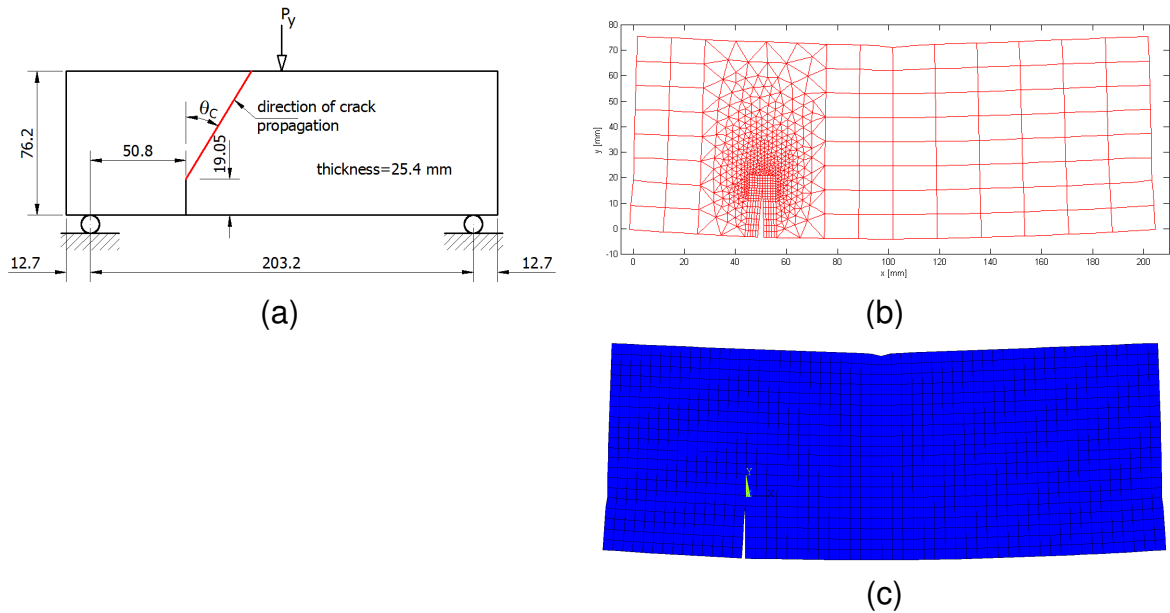 P_y
θ_C
direction of crack
propagation
76.2
50.8
19.05
thickness=25.4 mm
12.7
203.2
12.7
(a)
80
70
60
50
40
30
20
10
0
-10
y [mm]
0
20
40
60
80
100
120
140
160
180
200
x [mm]
(b)
Y
X
(c)